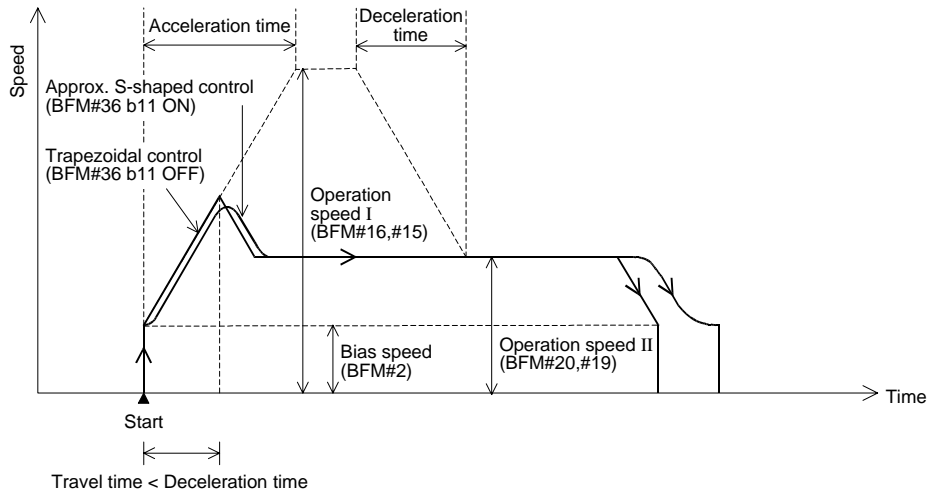 Acceleration time
Deceleration
time
Speed
Approx. S-shaped control
(BFM#36 b11 ON)
Trapezoidal control
(BFM#36 b11 OFF)
Operation
speed I
(BFM#16,#15)
Bias speed
(BFM#2)
Operation speed II
(BFM#20,#19)
Time
Start
Travel time < Deceleration time